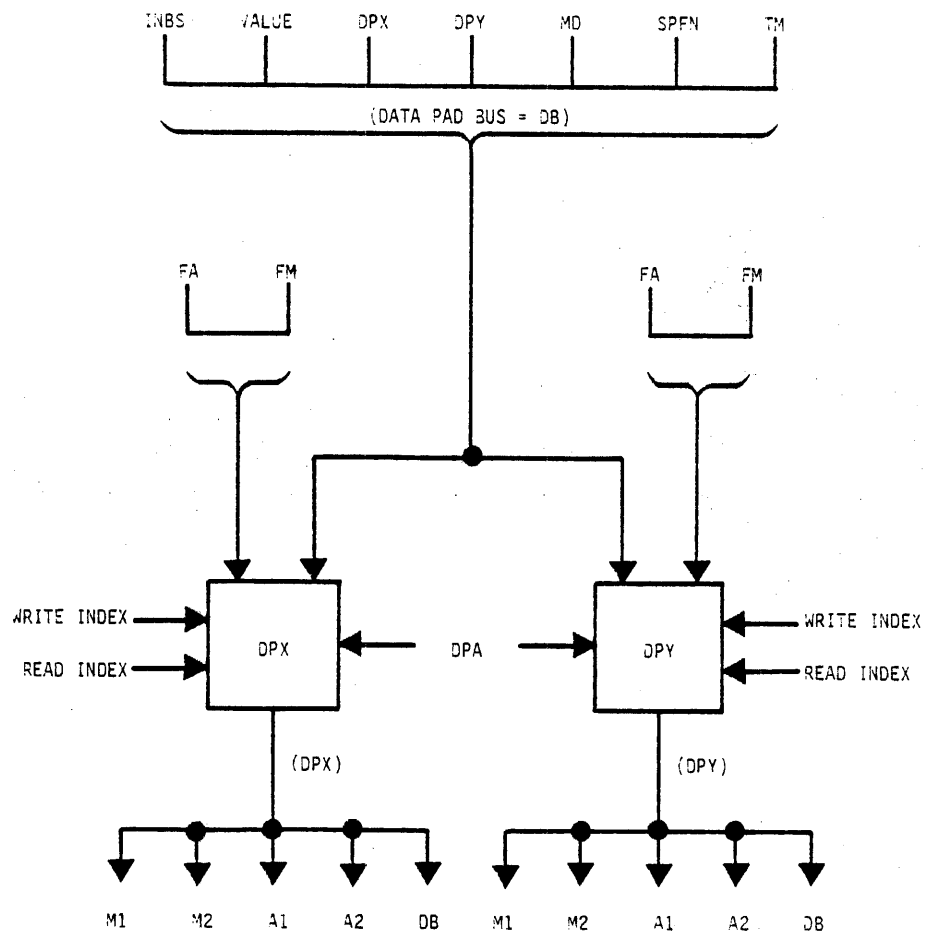 INBS VALUE DPX DPY MD SPFN TM
(DATA PAD BUS = DB)
FA FM FA FM
WRITE INDEX WRITE INDEX
DPX DPA DPY
READ INDEX READ INDEX
(DPX) (DPY)
M1 M2 A1 A2 DB M1 M2 A1 A2 DB